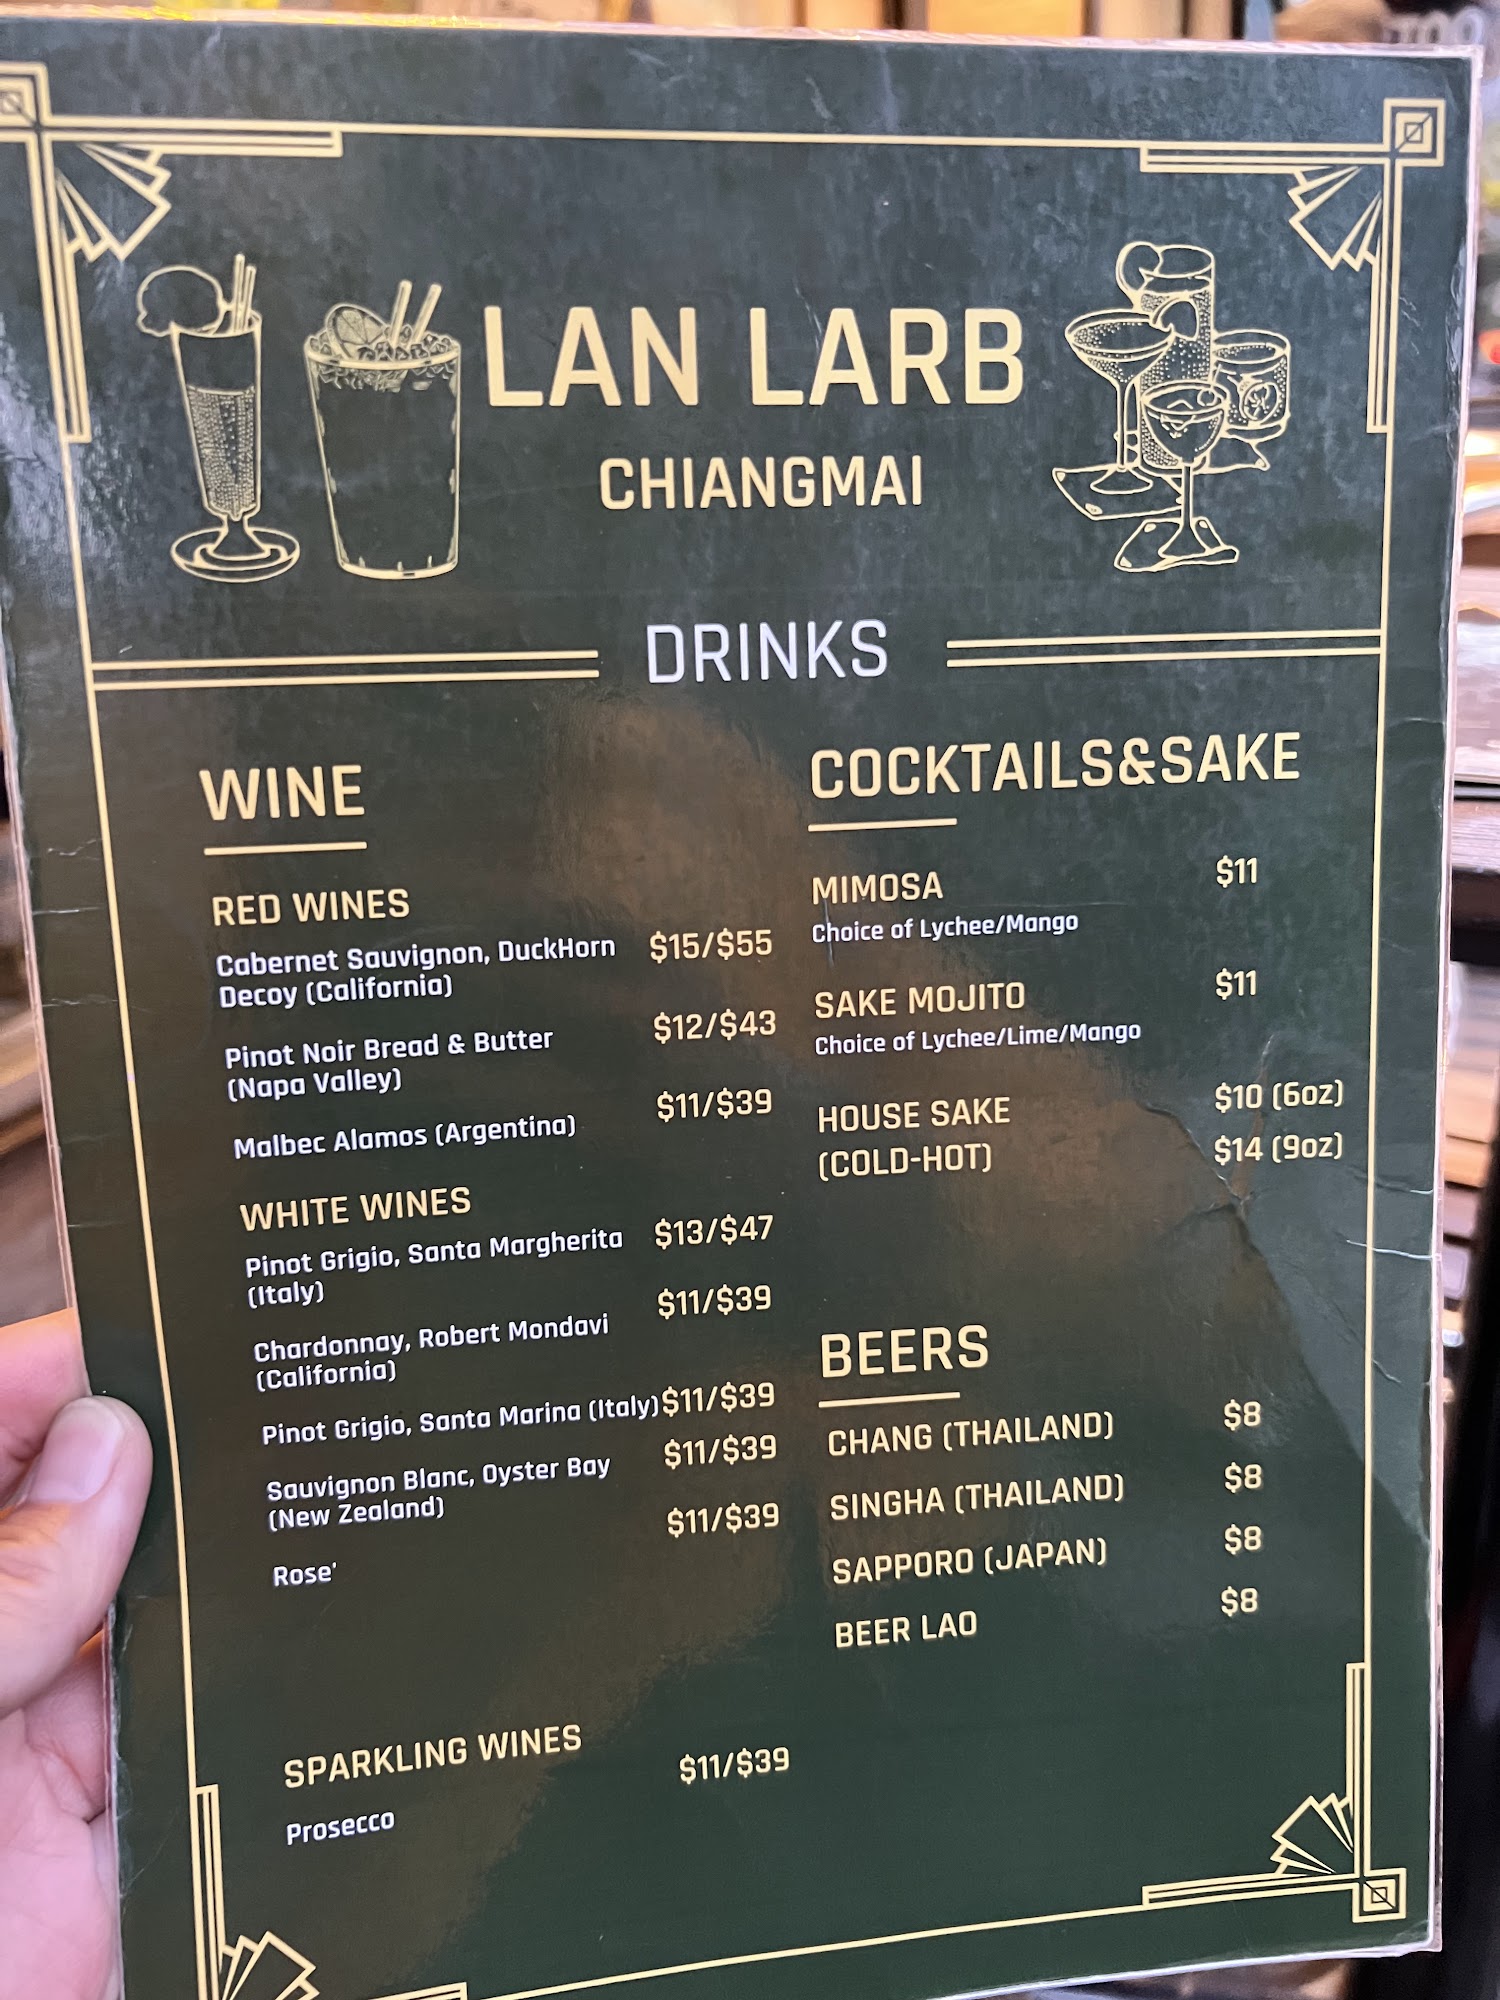 LAN LARB
CHIANGMAI
DRINKS
WINE
RED WINES
Cabernet Sauvignon, DuckHorn $15/$55
Decoy (California)
Pinot Noir Bread & Butter $12/$43
(Napa Valley)
Malbec Alamos (Argentina) $11/$39
WHITE WINES
Pinot Grigio, Santa Margherita $13/$47
(Italy)
Chardonnay, Robert Mondavi $11/$39
(California)
Pinot Grigio, Santa Marina (Italy) $11/$39
Sauvignon Blanc, Oyster Bay $11/$39
(New Zealand)
Rose' $11/$39
SPARKLING WINES
Prosecco $11/$39
COCKTAILS&SAKE
MIMOSA $11
Choice of Lychee/Mango
SAKE MOJITO $11
Choice of Lychee/Lime/Mango
HOUSE SAKE $10 (6oz)
(COLD-HOT) $14 (9oz)
BEERS
CHANG (THAILAND) $8
SINGHA (THAILAND) $8
SAPPORO (JAPAN) $8
BEER LAO $8